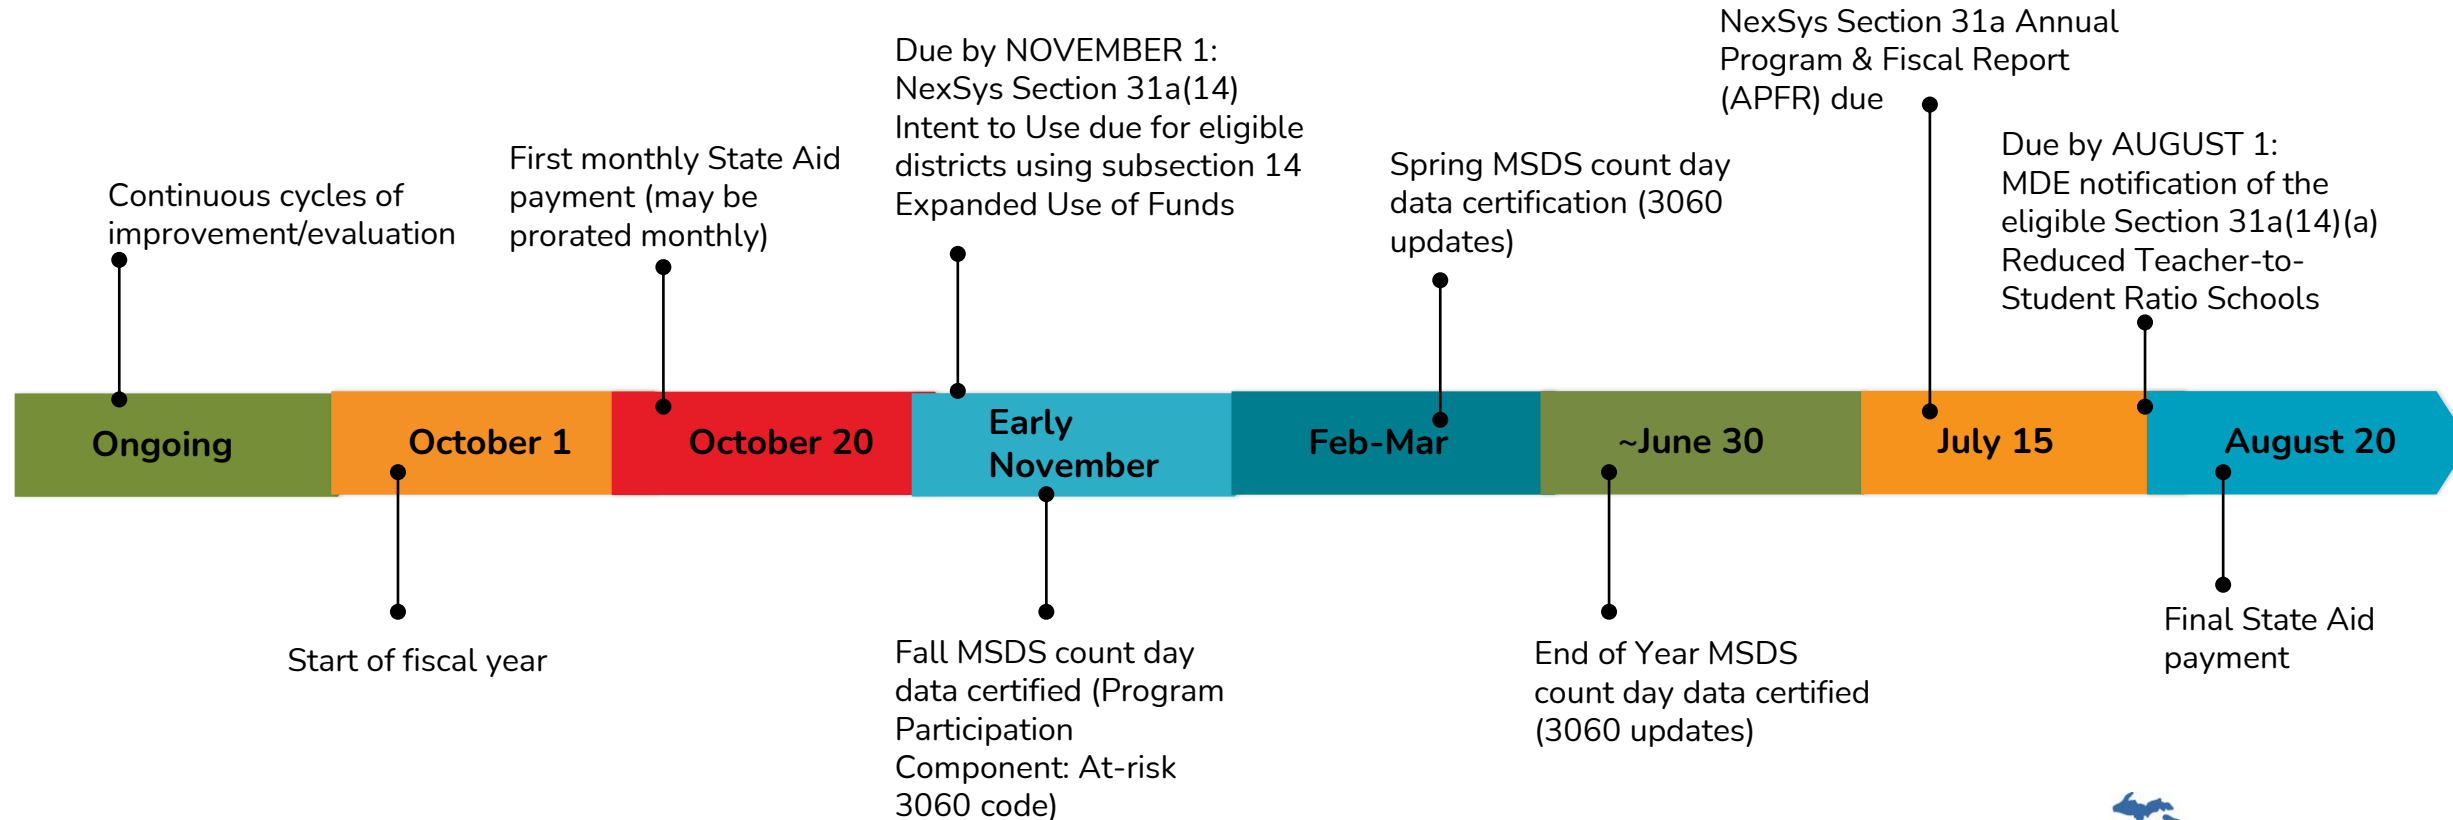 Continuous cycles of
improvement/evaluation
First monthly State Aid
payment (may be
prorated monthly)
Due by NOVEMBER 1:
NexSys Section 31a(14)
Intent to Use due for eligible
districts using subsection 14
Expanded Use of Funds
Spring MSDS count day
data certification (3060
updates)
NexSys Section 31a Annual
Program & Fiscal Report
(APFR) due
Due by AUGUST 1:
MDE notification of the
eligible Section 31a(14)(a)
Reduced Teacher-to-
Student Ratio Schools
Ongoing
October 1
October 20
Early
November
Feb-Mar
~June 30
July 15
August 20
Start of fiscal year
Fall MSDS count day
data certified (Program
Participation
Component: At-risk
3060 code)
End of Year MSDS
count day data certified
(3060 updates)
Final State Aid
payment